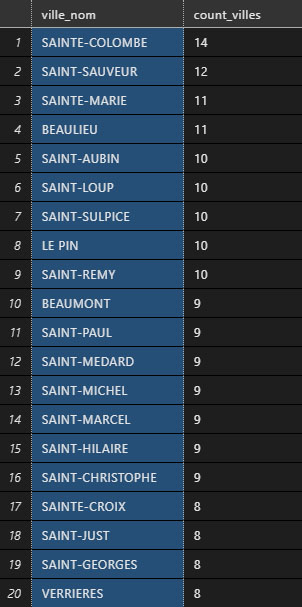 ville_nom count_villes
1 SAINTE-COLOMBE 14
2 SAINT-SAUVEUR 12
3 SAINTE-MARIE 11
4 BEAULIEU 11
5 SAINT-AUBIN 10
6 SAINT-LOUP 10
7 SAINT-SULPICE 10
8 LE PIN 10
9 SAINT-REMY 10
10 BEAUMONT 9
11 SAINT-PAUL 9
12 SAINT-MEDARD 9
13 SAINT-MICHEL 9
14 SAINT-MARCEL 9
15 SAINT-HILAIRE 9
16 SAINT-CHRISTOPHE 9
17 SAINTE-CROIX 8
18 SAINT-JUST 8
19 SAINT-GEORGES 8
20 VERRIERES 8